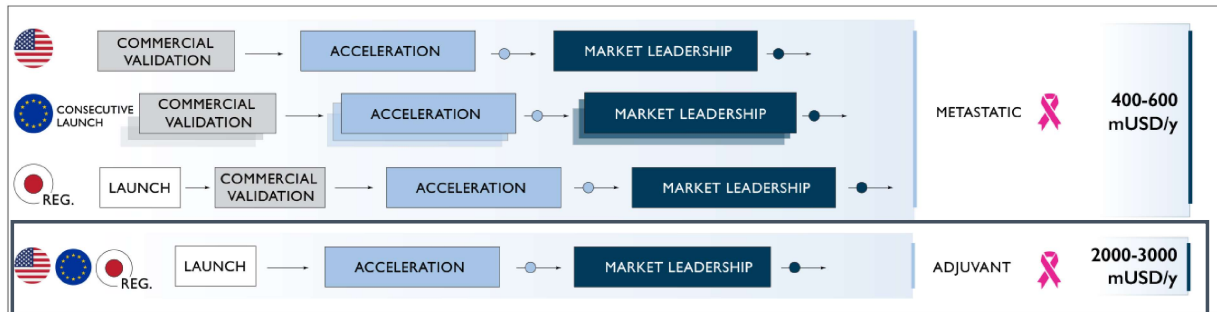 COMMERCIAL
VALIDATION
ACCELERATION
MARKET LEADERSHIP
CONSECUTIVE
LAUNCH
COMMERCIAL
VALIDATION
ACCELERATION
MARKET LEADERSHIP
METASTATIC
400-600
mUSD/y
REG.
LAUNCH
COMMERCIAL
VALIDATION
ACCELERATION
MARKET LEADERSHIP
REG.
LAUNCH
ACCELERATION
MARKET LEADERSHIP
ADJUVANT
2000-3000
mUSD/y